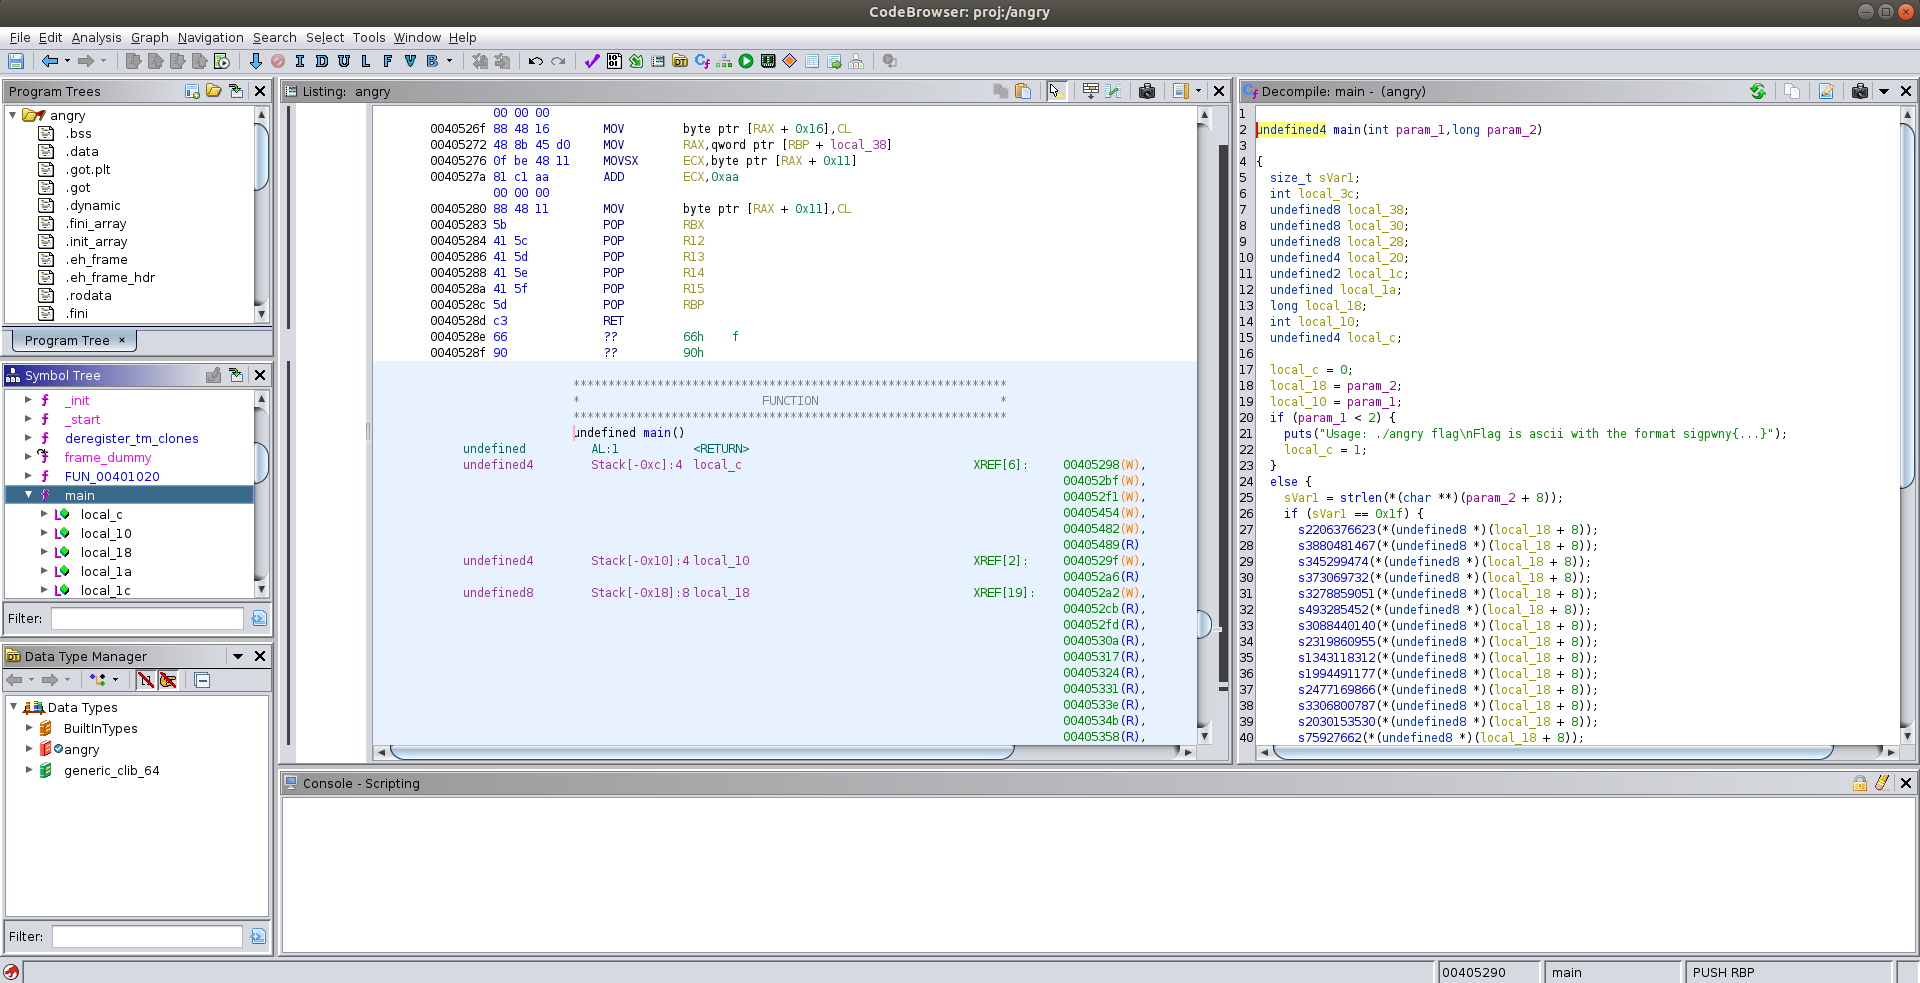 CodeBrowser: proj:/angry
File Edit Analysis Graph Navigation Search Select Tools Window Help
I D U L F V B
Program Trees
angry
.bss
.data
.got.plt
.got
.dynamic
.fini_array
.init_array
.eh_frame
.eh_frame_hdr
.rodata
.fini
Program Tree ×
Symbol Tree
_init
_start
deregister_tm_clones
frame_dummy
FUN_00401020
main
local_c
local_10
local_18
local_1a
local_1c
Filter:
Data Type Manager
Data Types
BuiltInTypes
angry
generic_clib_64
Filter:
Listing: angry
00 00 00
0040526f 88 48 16 MOV byte ptr [RAX + 0x16],CL
00405272 48 8b 45 d0 MOV RAX,qword ptr [RBP + local_38]
00405276 0f be 48 11 MOVSX ECX,byte ptr [RAX + 0x11]
0040527a 81 c1 aa ADD ECX,0xaa
00 00 00
00405280 88 48 11 MOV byte ptr [RAX + 0x11],CL
00405283 5b POP RBX
00405284 41 5c POP R12
00405286 41 5d POP R13
00405288 41 5e POP R14
0040528a 41 5f POP R15
0040528c 5d POP RBP
0040528d c3 RET
0040528e 66 ?? 66h f
0040528f 90 ?? 90h
**************************************************************
* FUNCTION *
**************************************************************
undefined main()
undefined AL:1 <RETURN>
undefined4 Stack[-0xc]:4 local_c XREF[6]: 00405298(W),
004052bf(W),
004052f1(W),
00405454(W),
00405482(W),
00405489(R)
undefined4 Stack[-0x10]:4 local_10 XREF[2]: 0040529f(W),
004052a6(R)
undefined8 Stack[-0x18]:8 local_18 XREF[19]: 004052a2(W),
004052cb(R),
004052fd(R),
0040530a(R),
00405317(R),
00405324(R),
00405331(R),
0040533e(R),
0040534b(R),
00405358(R),
Decompile: main - (angry)
1
2 undefined4 main(int param_1,long param_2)
3
4 {
5 size_t sVar1;
6 int local_3c;
7 undefined8 local_38;
8 undefined8 local_30;
9 undefined8 local_28;
10 undefined4 local_20;
11 undefined2 local_1c;
12 undefined local_1a;
13 long local_18;
14 int local_10;
15 undefined4 local_c;
16
17 local_c = 0;
18 local_18 = param_2;
19 local_10 = param_1;
20 if (param_1 < 2) {
21 puts("Usage: ./angry flag\nFlag is ascii with the format sigpwny{...}");
22 local_c = 1;
23 }
24 else {
25 sVar1 = strlen(*(char **)(param_2 + 8));
26 if (sVar1 == 0x1f) {
27 s2206376623(*(undefined8 *)(local_18 + 8));
28 s3880481467(*(undefined8 *)(local_18 + 8));
29 s345299474(*(undefined8 *)(local_18 + 8));
30 s373069732(*(undefined8 *)(local_18 + 8));
31 s3278859051(*(undefined8 *)(local_18 + 8));
32 s493285452(*(undefined8 *)(local_18 + 8));
33 s3088440140(*(undefined8 *)(local_18 + 8));
34 s2319860955(*(undefined8 *)(local_18 + 8));
35 s1343118312(*(undefined8 *)(local_18 + 8));
36 s1994491177(*(undefined8 *)(local_18 + 8));
37 s2477169866(*(undefined8 *)(local_18 + 8));
38 s3306800787(*(undefined8 *)(local_18 + 8));
39 s2030153530(*(undefined8 *)(local_18 + 8));
40 s75927662(*(undefined8 *)(local_18 + 8));
Console - Scripting
00405290 main PUSH RBP